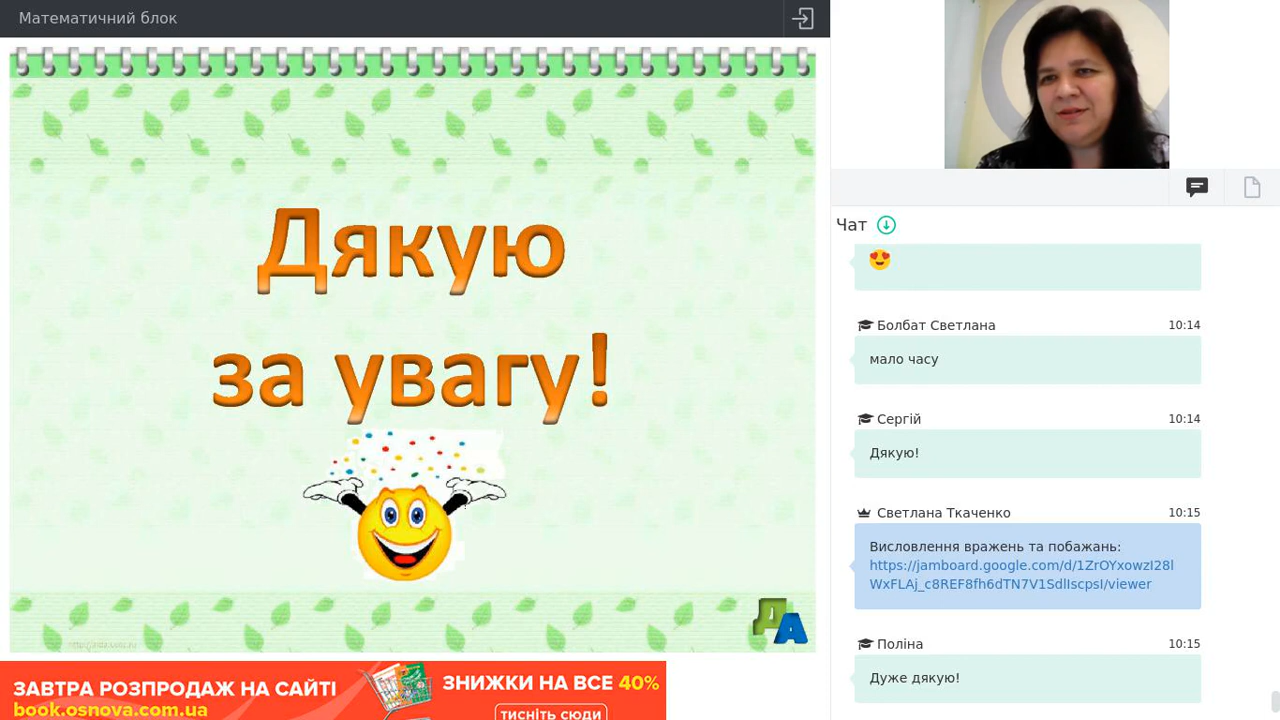 Математичний блок
Дякую
за увагу!
ДА
ЗАВТРА РОЗПРОДАЖ НА САЙТІ
book.osnova.com.ua
ЗНИЖКИ НА ВСЕ 40%
тисніть сюди
Чат
Болбат Светлана 10:14
мало часу
Сергій 10:14
Дякую!
Светлана Ткаченко 10:15
Висловлення вражень та побажань:
https://jamboard.google.com/d/1ZrOYxowzI28l
WxFLAj_c8REF8fh6dTN7V1SdlIscpsI/viewer
Поліна 10:15
Дуже дякую!